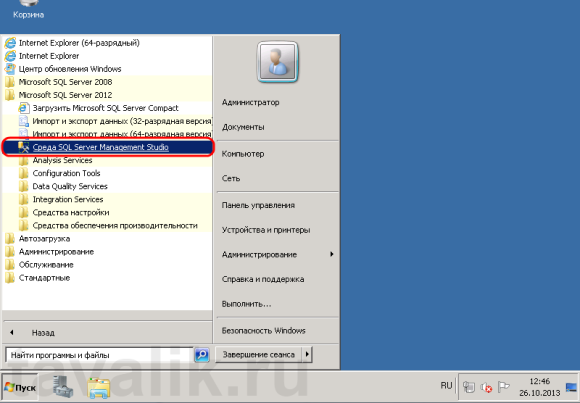 Корзина
Internet Explorer (64-разрядный)
Internet Explorer
Центр обновления Windows
Microsoft SQL Server 2008
Microsoft SQL Server 2012
Загрузить Microsoft SQL Server Compact
Импорт и экспорт данных (32-разрядная версия
Импорт и экспорт данных (64-разрядная версия
Среда SQL Server Management Studio
Analysis Services
Configuration Tools
Data Quality Services
Integration Services
Средства настройки
Средства обеспечения производительности
Автозагрузка
Администрирование
Обслуживание
Стандартные
Назад
Найти программы и файлы
Администратор
Документы
Компьютер
Сеть
Панель управления
Устройства и принтеры
Администрирование
Справка и поддержка
Выполнить...
Безопасность Windows
Завершение сеанса
tavalik.ru
Пуск
RU
12:46
26.10.2013